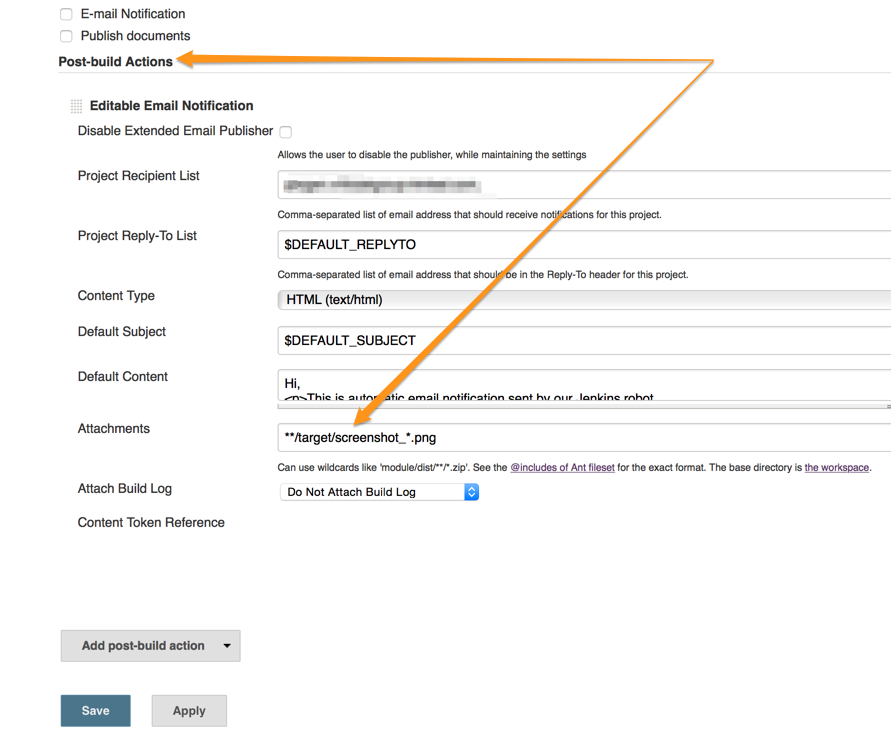 E-mail Notification
Publish documents
Post-build Actions
Editable Email Notification
Disable Extended Email Publisher
Allows the user to disable the publisher, while maintaining the settings
Project Recipient List
Comma-separated list of email address that should receive notifications for this project.
Project Reply-To List
$DEFAULT_REPLYTO
Comma-separated list of email address that should be in the Reply-To header for this project.
Content Type
HTML (text/html)
Default Subject
$DEFAULT_SUBJECT
Default Content
Hi,
<p>This is automatic email notification sent by our Jenkins robot
Attachments
**/target/screenshot_*.png
Can use wildcards like 'module/dist/**/*.zip'. See the @includes of Ant fileset for the exact format. The base directory is the workspace.
Attach Build Log
Do Not Attach Build Log
Content Token Reference
Add post-build action
Save
Apply